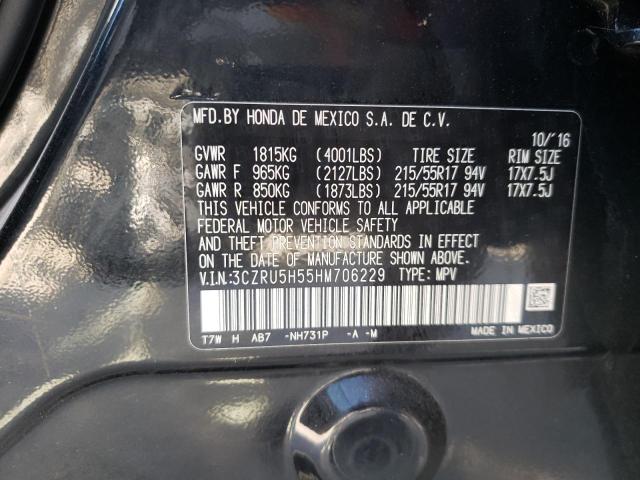 MFD.BY HONDA DE MEXICO S.A. DE C.V.
10/'16
GVWR 1815KG (4001LBS) TIRE SIZE RIM SIZE
GAWR F 965KG (2127LBS) 215/55R17 94V 17X7.5J
GAWR R 850KG (1873LBS) 215/55R17 94V 17X7.5J
THIS VEHICLE CONFORMS TO ALL APPLICABLE
FEDERAL MOTOR VEHICLE SAFETY
AND THEFT PREVENTION STANDARDS IN EFFECT
ON THE DATE OF MANUFACTURE SHOWN ABOVE.
V.I.N:3CZRU5H55HM706229 TYPE: MPV
T7W H AB7 -NH731P -A -M MADE IN MEXICO